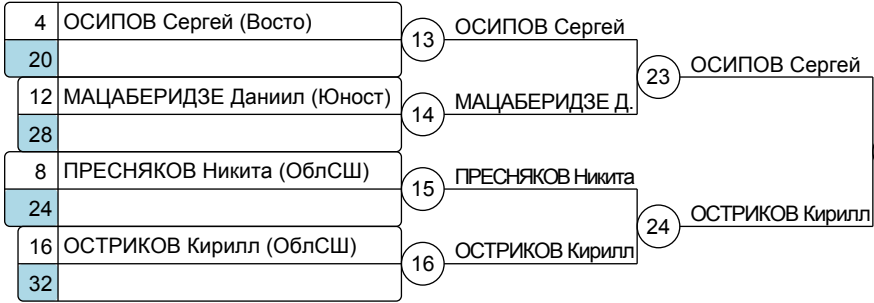 4 ОСИПОВ Сергей (Восто)
20
13 ОСИПОВ Сергей
12 МАЦАБЕРИДЗЕ Даниил (Юност)
28
14 МАЦАБЕРИДЗЕ Д.
23 ОСИПОВ Сергей
8 ПРЕСНЯКОВ Никита (ОблСШ)
24
15 ПРЕСНЯКОВ Никита
16 ОСТРИКОВ Кирилл (ОблСШ)
32
16 ОСТРИКОВ Кирилл
24 ОСТРИКОВ Кирилл